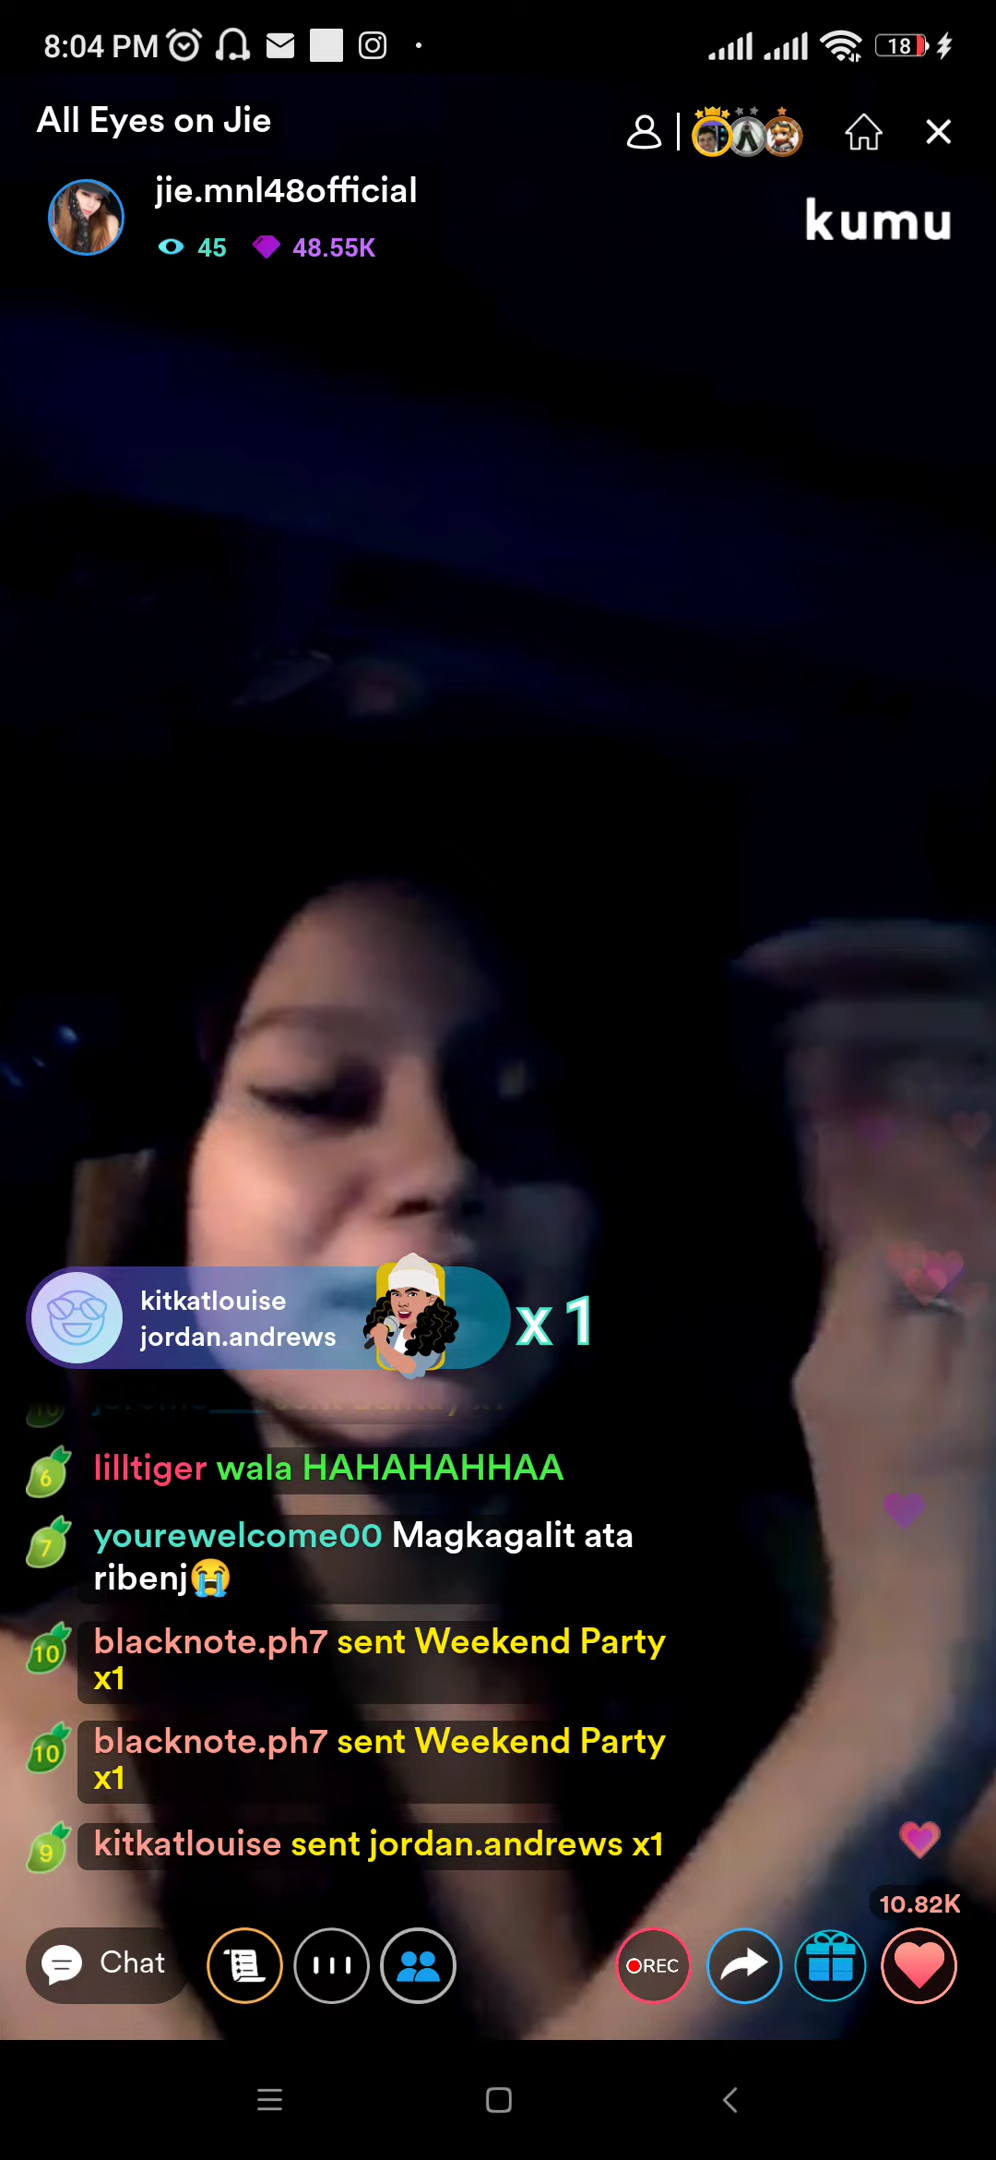 8:04 PM
18
All Eyes on Jie
jie.mnl48official
45 48.55K
kumu
kitkatlouise
jordan.andrews
x 1
6 lilltiger wala HAHAHAHHAA
7 yourewelcome00 Magkagalit ata
ribenj😭
10 blacknote.ph7 sent Weekend Party
x1
10 blacknote.ph7 sent Weekend Party
x1
9 kitkatlouise sent jordan.andrews x1
10.82K
Chat
REC